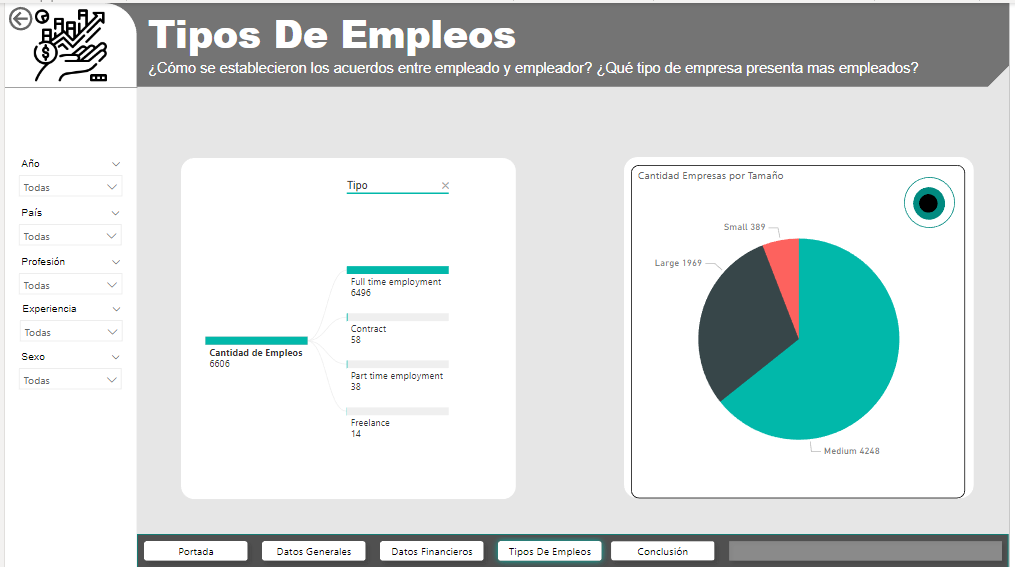 Tipos De Empleos
¿Cómo se establecieron los acuerdos entre empleado y empleador? ¿Qué tipo de empresa presenta mas empleados?
Año
Todas
País
Todas
Profesión
Todas
Experiencia
Todas
Sexo
Todas
Tipo
Full time employment
6496
Contract
58
Cantidad de Empleos
6606
Part time employment
38
Freelance
14
Cantidad Empresas por Tamaño
Small 389
Large 1969
Medium 4248
Portada
Datos Generales
Datos Financieros
Tipos De Empleos
Conclusión